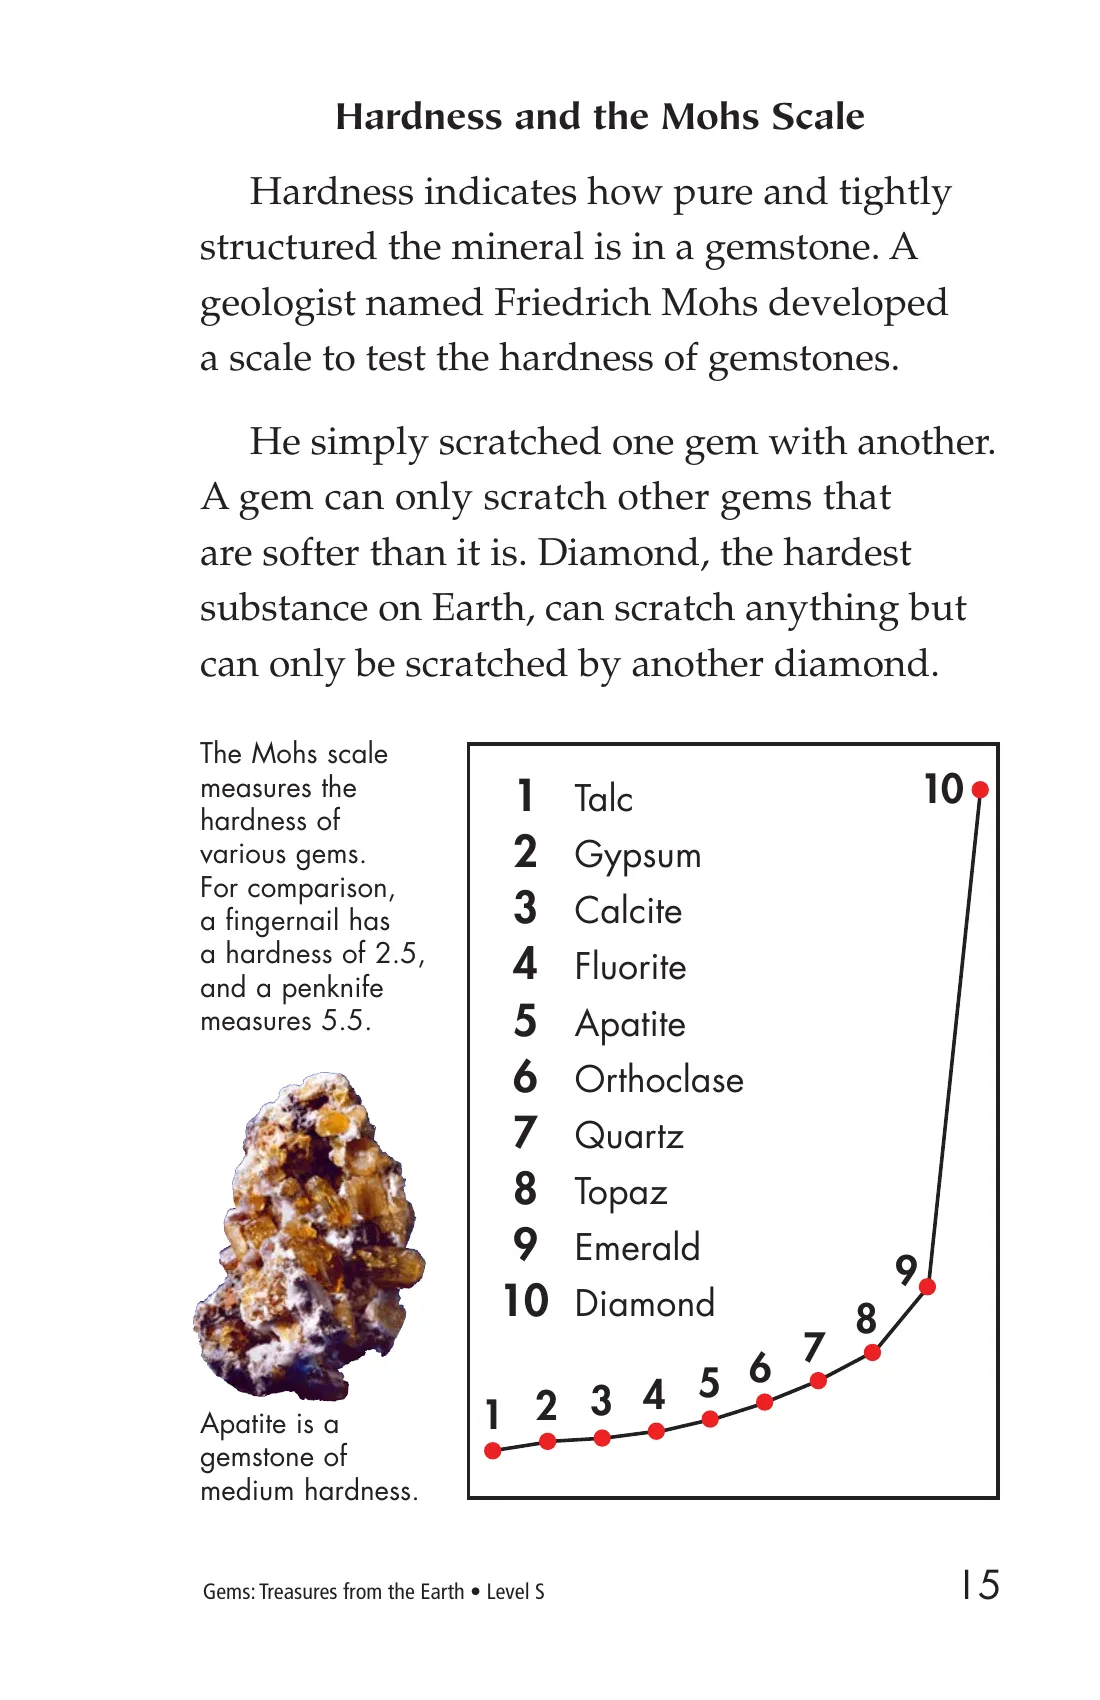 Hardness and the Mohs Scale
Hardness indicates how pure and tightly
structured the mineral is in a gemstone. A
geologist named Friedrich Mohs developed
a scale to test the hardness of gemstones.
He simply scratched one gem with another.
A gem can only scratch other gems that
are softer than it is. Diamond, the hardest
substance on Earth, can scratch anything but
can only be scratched by another diamond.
The Mohs scale
measures the
hardness of
various gems.
For comparison,
a fingernail has
a hardness of 2.5,
and a penknife
measures 5.5.
Apatite is a
gemstone of
medium hardness.
1 Talc
2 Gypsum
3 Calcite
4 Fluorite
5 Apatite
6 Orthoclase
7 Quartz
8 Topaz
9 Emerald
10 Diamond
1
2
3
4
5
6
7
8
9
10
Gems: Treasures from the Earth • Level S
15